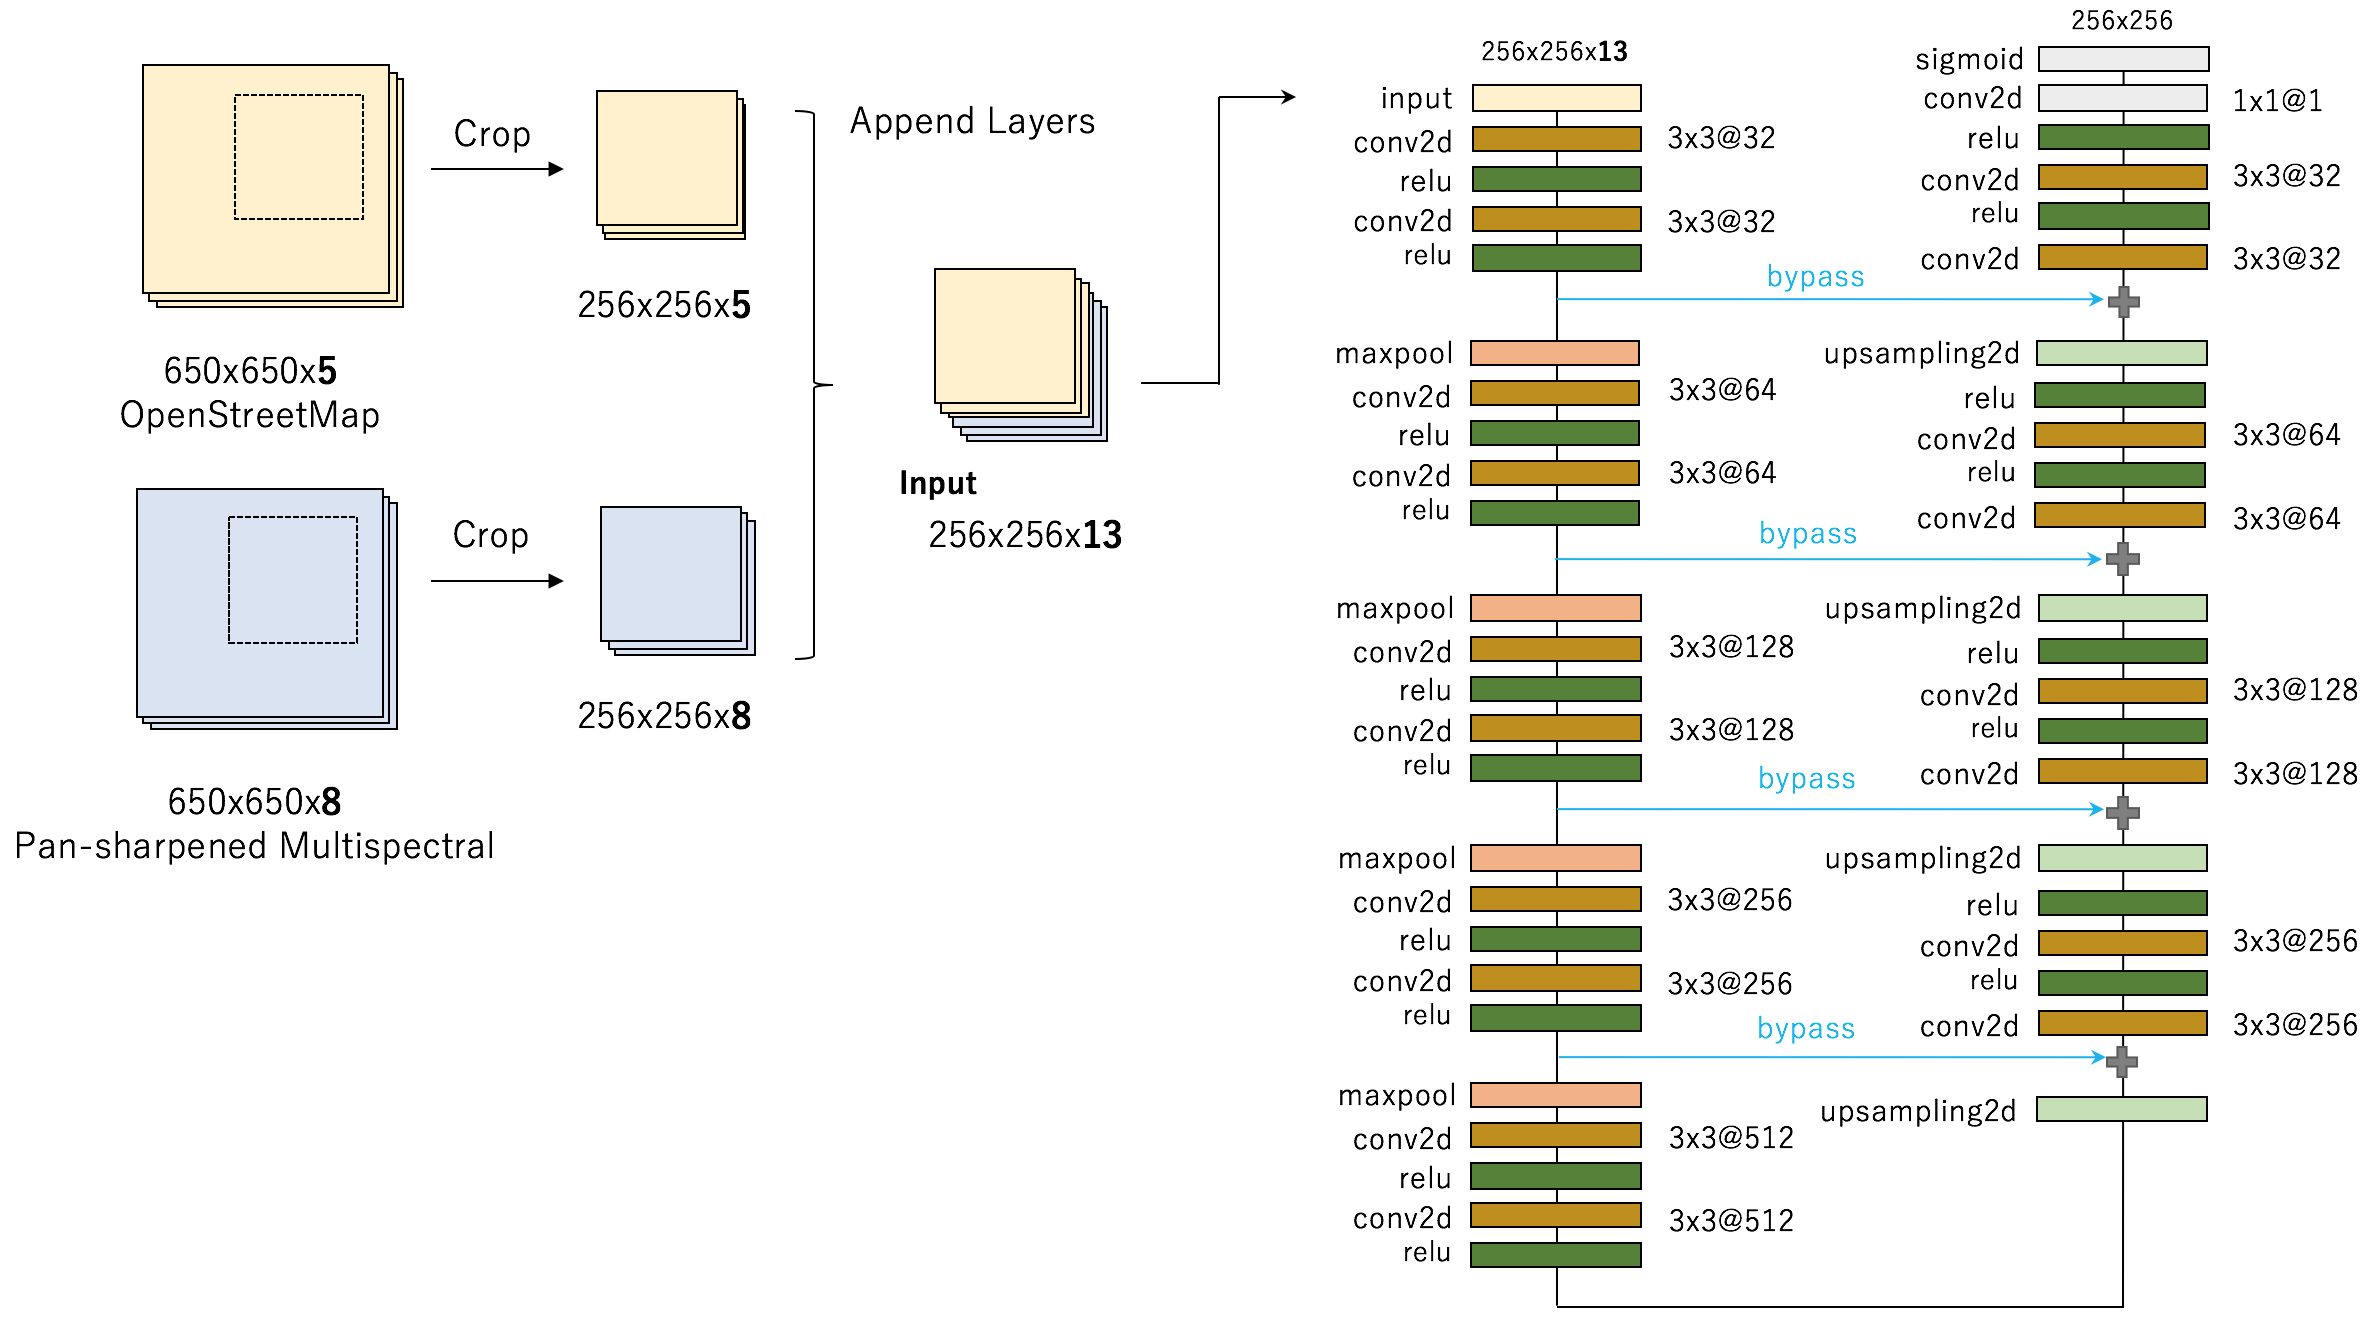 Crop
256x256x5
650x650x5
OpenStreetMap
Crop
256x256x8
650x650x8
Pan-sharpened Multispectral
Append Layers
Input
256x256x13
256x256x13
input
conv2d 3x3@32
relu
conv2d 3x3@32
relu
bypass
maxpool
conv2d 3x3@64
relu
conv2d 3x3@64
relu
bypass
maxpool
conv2d 3x3@128
relu
conv2d 3x3@128
relu
bypass
maxpool
conv2d 3x3@256
relu
conv2d 3x3@256
relu
bypass
maxpool
conv2d 3x3@512
relu
conv2d 3x3@512
relu
256x256
sigmoid
conv2d 1x1@1
relu
conv2d 3x3@32
relu
conv2d 3x3@32
upsampling2d
relu
conv2d 3x3@64
relu
conv2d 3x3@64
upsampling2d
relu
conv2d 3x3@128
relu
conv2d 3x3@128
upsampling2d
relu
conv2d 3x3@256
relu
conv2d 3x3@256
upsampling2d